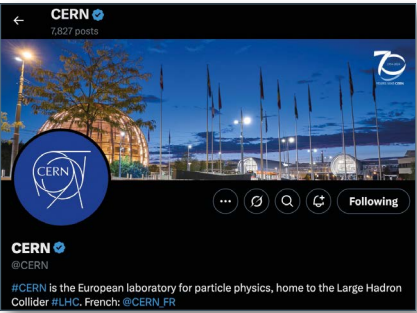 CERN
7,827 posts
CERN
Following
CERN
@CERN
#CERN is the European laboratory for particle physics, home to the Large Hadron
Collider #LHC. French: @CERN_FR